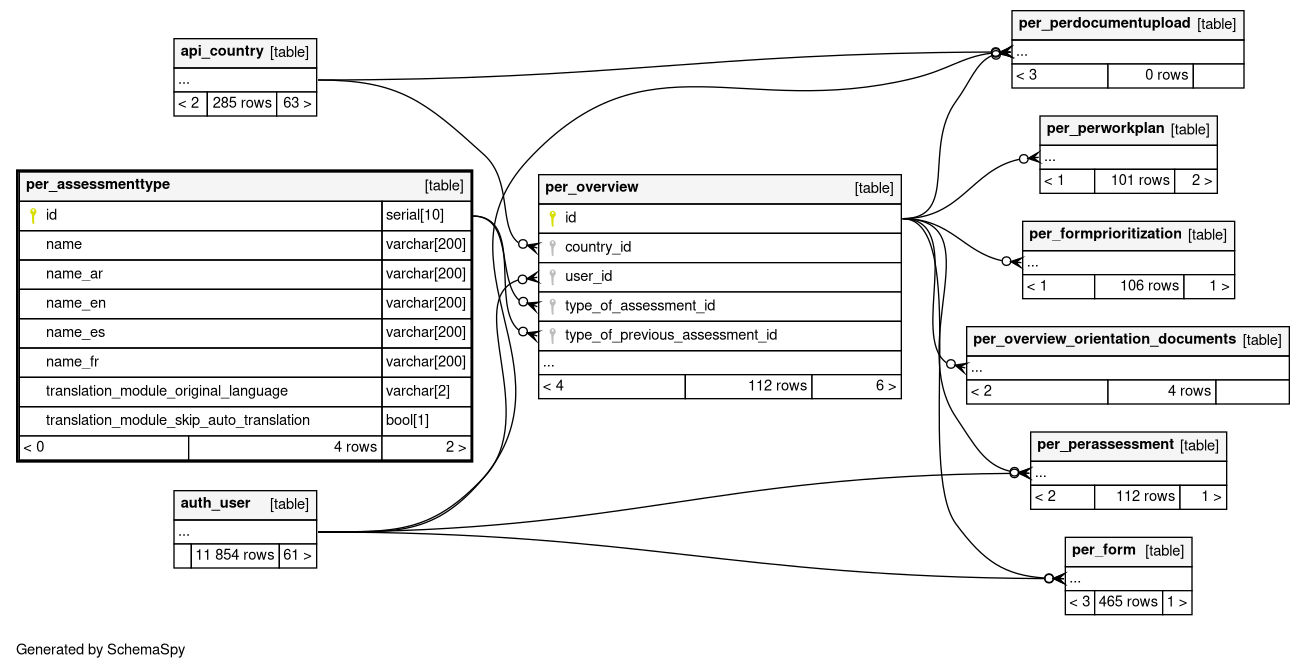 api_country [table]
...
< 2 285 rows 63 >
per_assessmenttype [table]
id serial[10]
name varchar[200]
name_ar varchar[200]
name_en varchar[200]
name_es varchar[200]
name_fr varchar[200]
translation_module_original_language varchar[2]
translation_module_skip_auto_translation bool[1]
< 0 4 rows 2 >
auth_user [table]
...
11 854 rows 61 >
per_overview [table]
id
country_id
user_id
type_of_assessment_id
type_of_previous_assessment_id
...
< 4 112 rows 6 >
per_perdocumentupload [table]
...
< 3 0 rows
per_perworkplan [table]
...
< 1 101 rows 2 >
per_formprioritization [table]
...
< 1 106 rows 1 >
per_overview_orientation_documents [table]
...
< 2 4 rows
per_perassessment [table]
...
< 2 112 rows 1 >
per_form [table]
...
< 3 465 rows 1 >
Generated by SchemaSpy